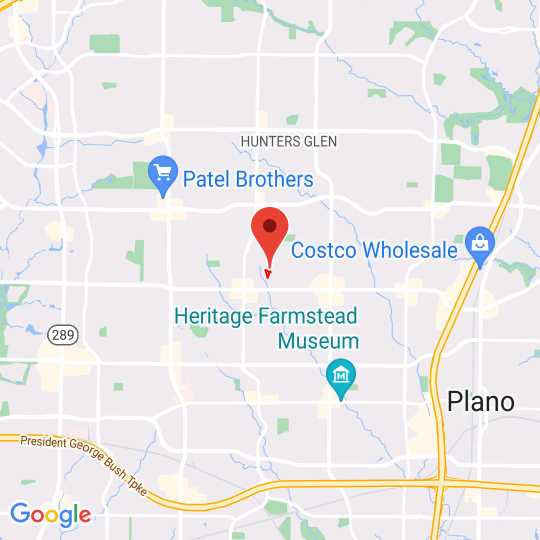 HUNTERS GLEN
Patel Brothers
Costco Wholesale
Heritage Farmstead
Museum
289
Plano
President George Bush Tpke
Google